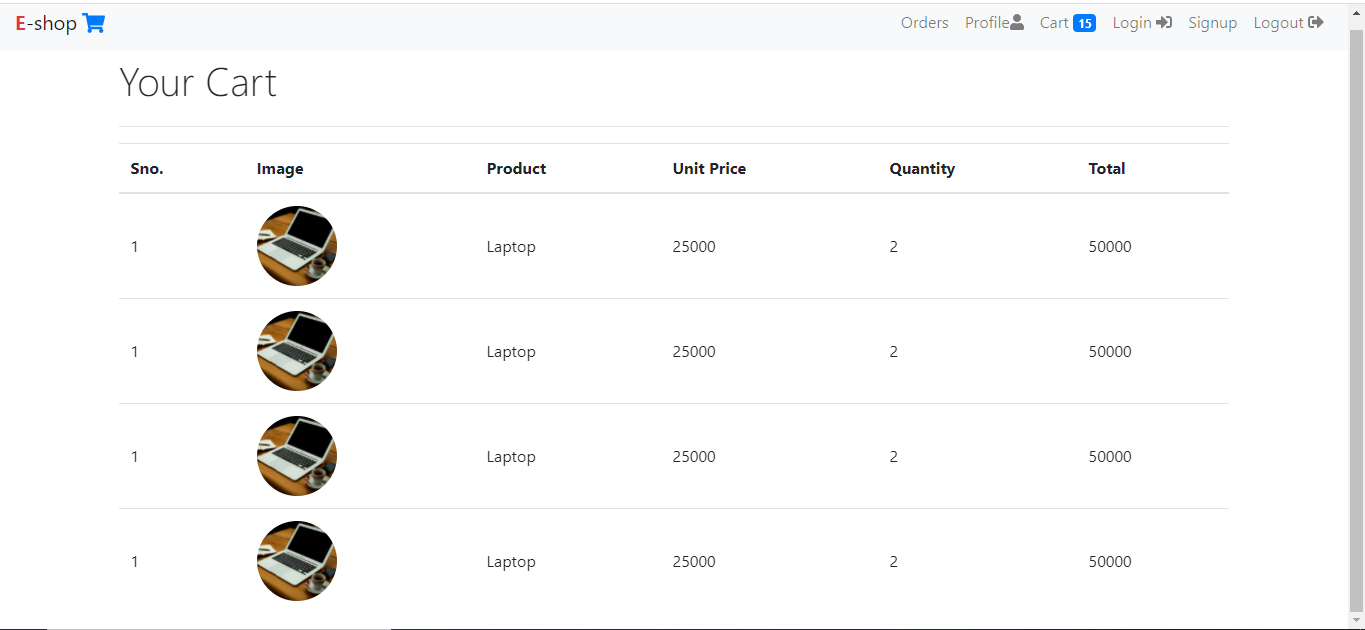 E-shop Orders Profile Cart 15 Login Signup Logout
Your Cart
Sno. Image Product Unit Price Quantity Total
1 Laptop 25000 2 50000
1 Laptop 25000 2 50000
1 Laptop 25000 2 50000
1 Laptop 25000 2 50000